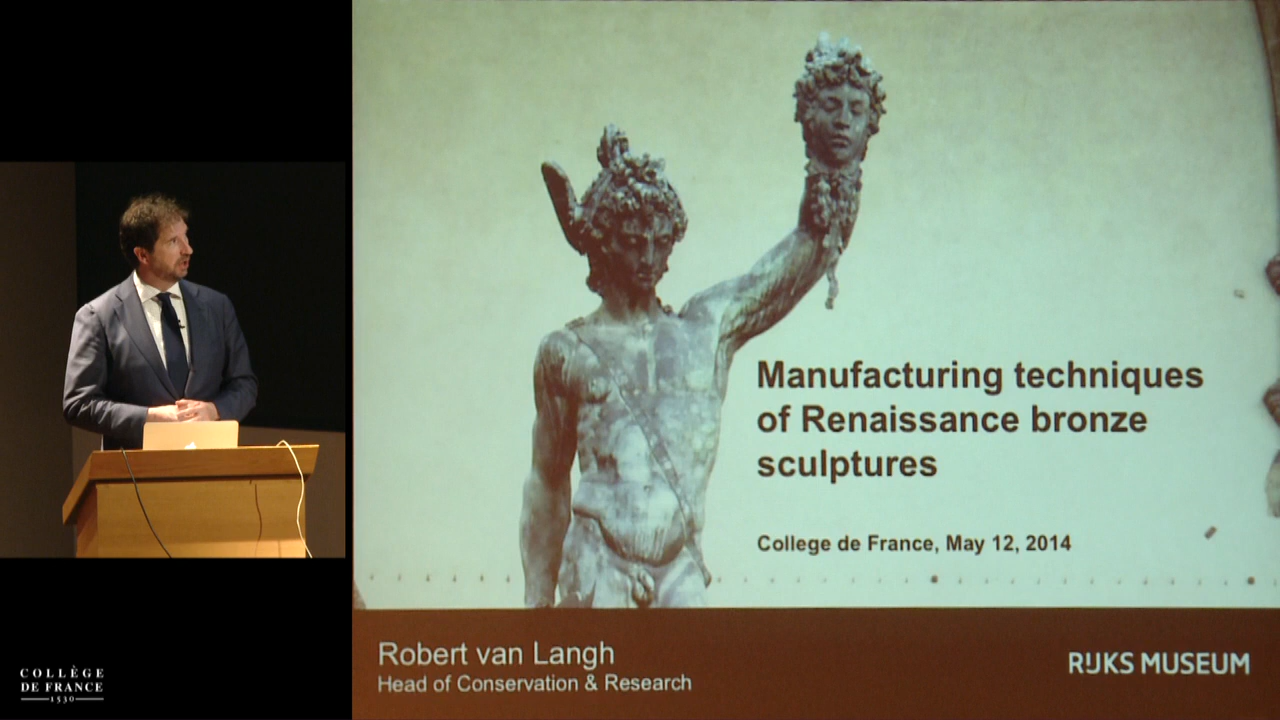 Manufacturing techniques
of Renaissance bronze
sculptures
College de France, May 12, 2014
Robert van Langh
Head of Conservation & Research
RIJKS MUSEUM
COLLÈGE
DE FRANCE
1530